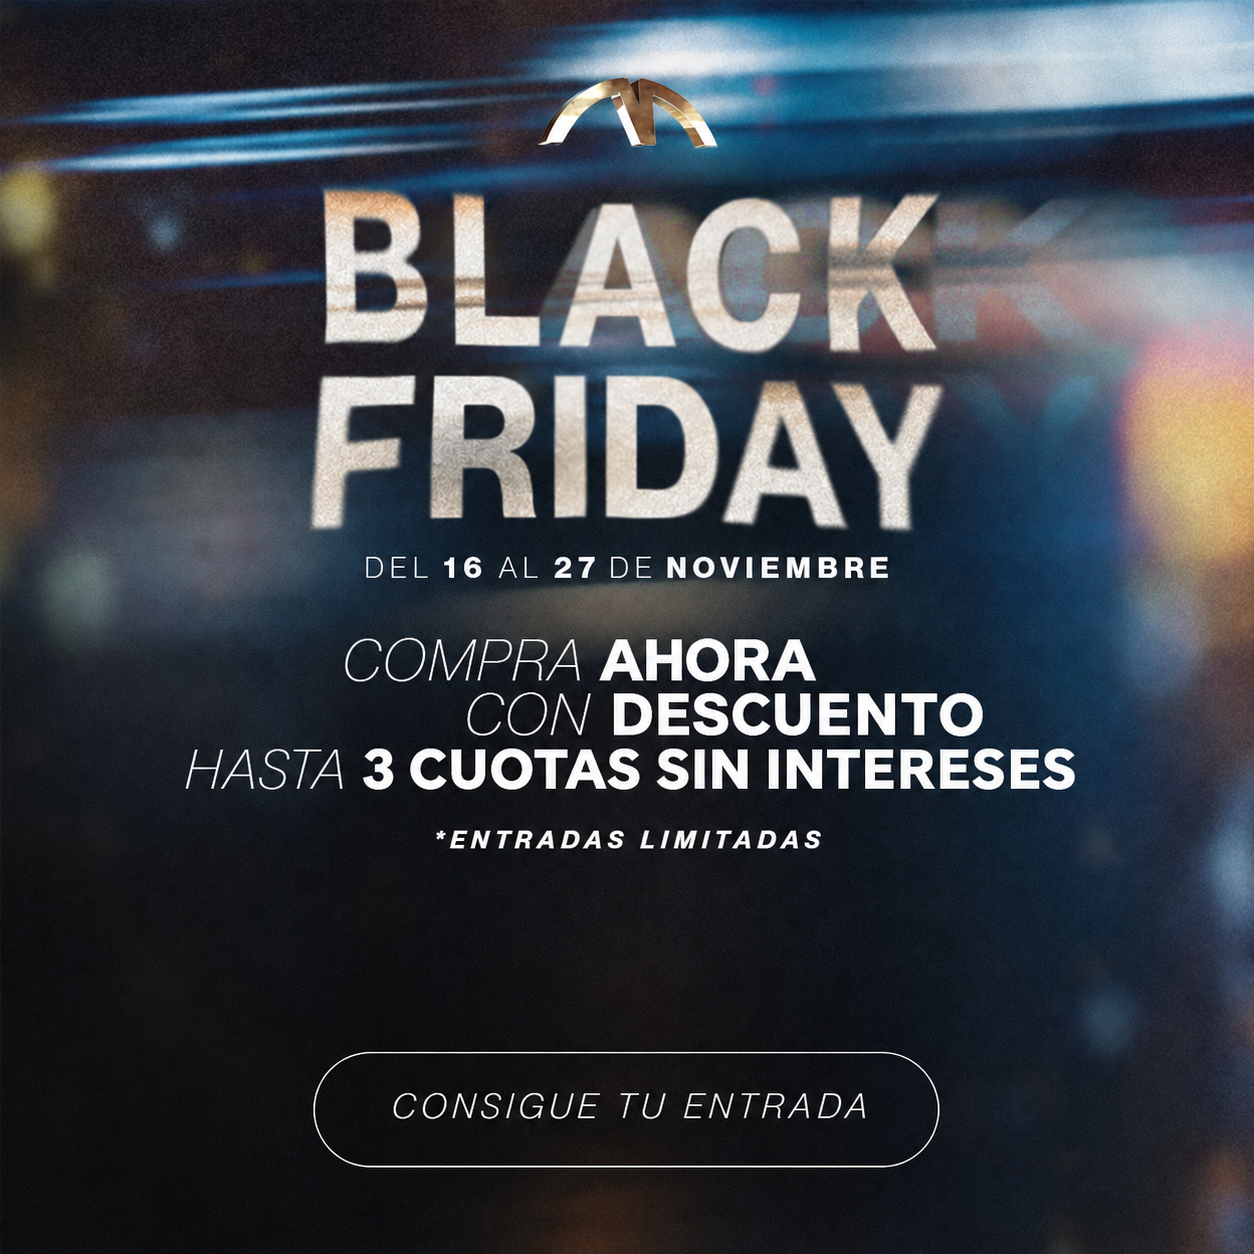 BLACK
FRIDAY
DEL 16 AL 27 DE NOVIEMBRE
COMPRA AHORA
CON DESCUENTO
HASTA 3 CUOTAS SIN INTERESES
*ENTRADAS LIMITADAS
CONSIGUE TU ENTRADA